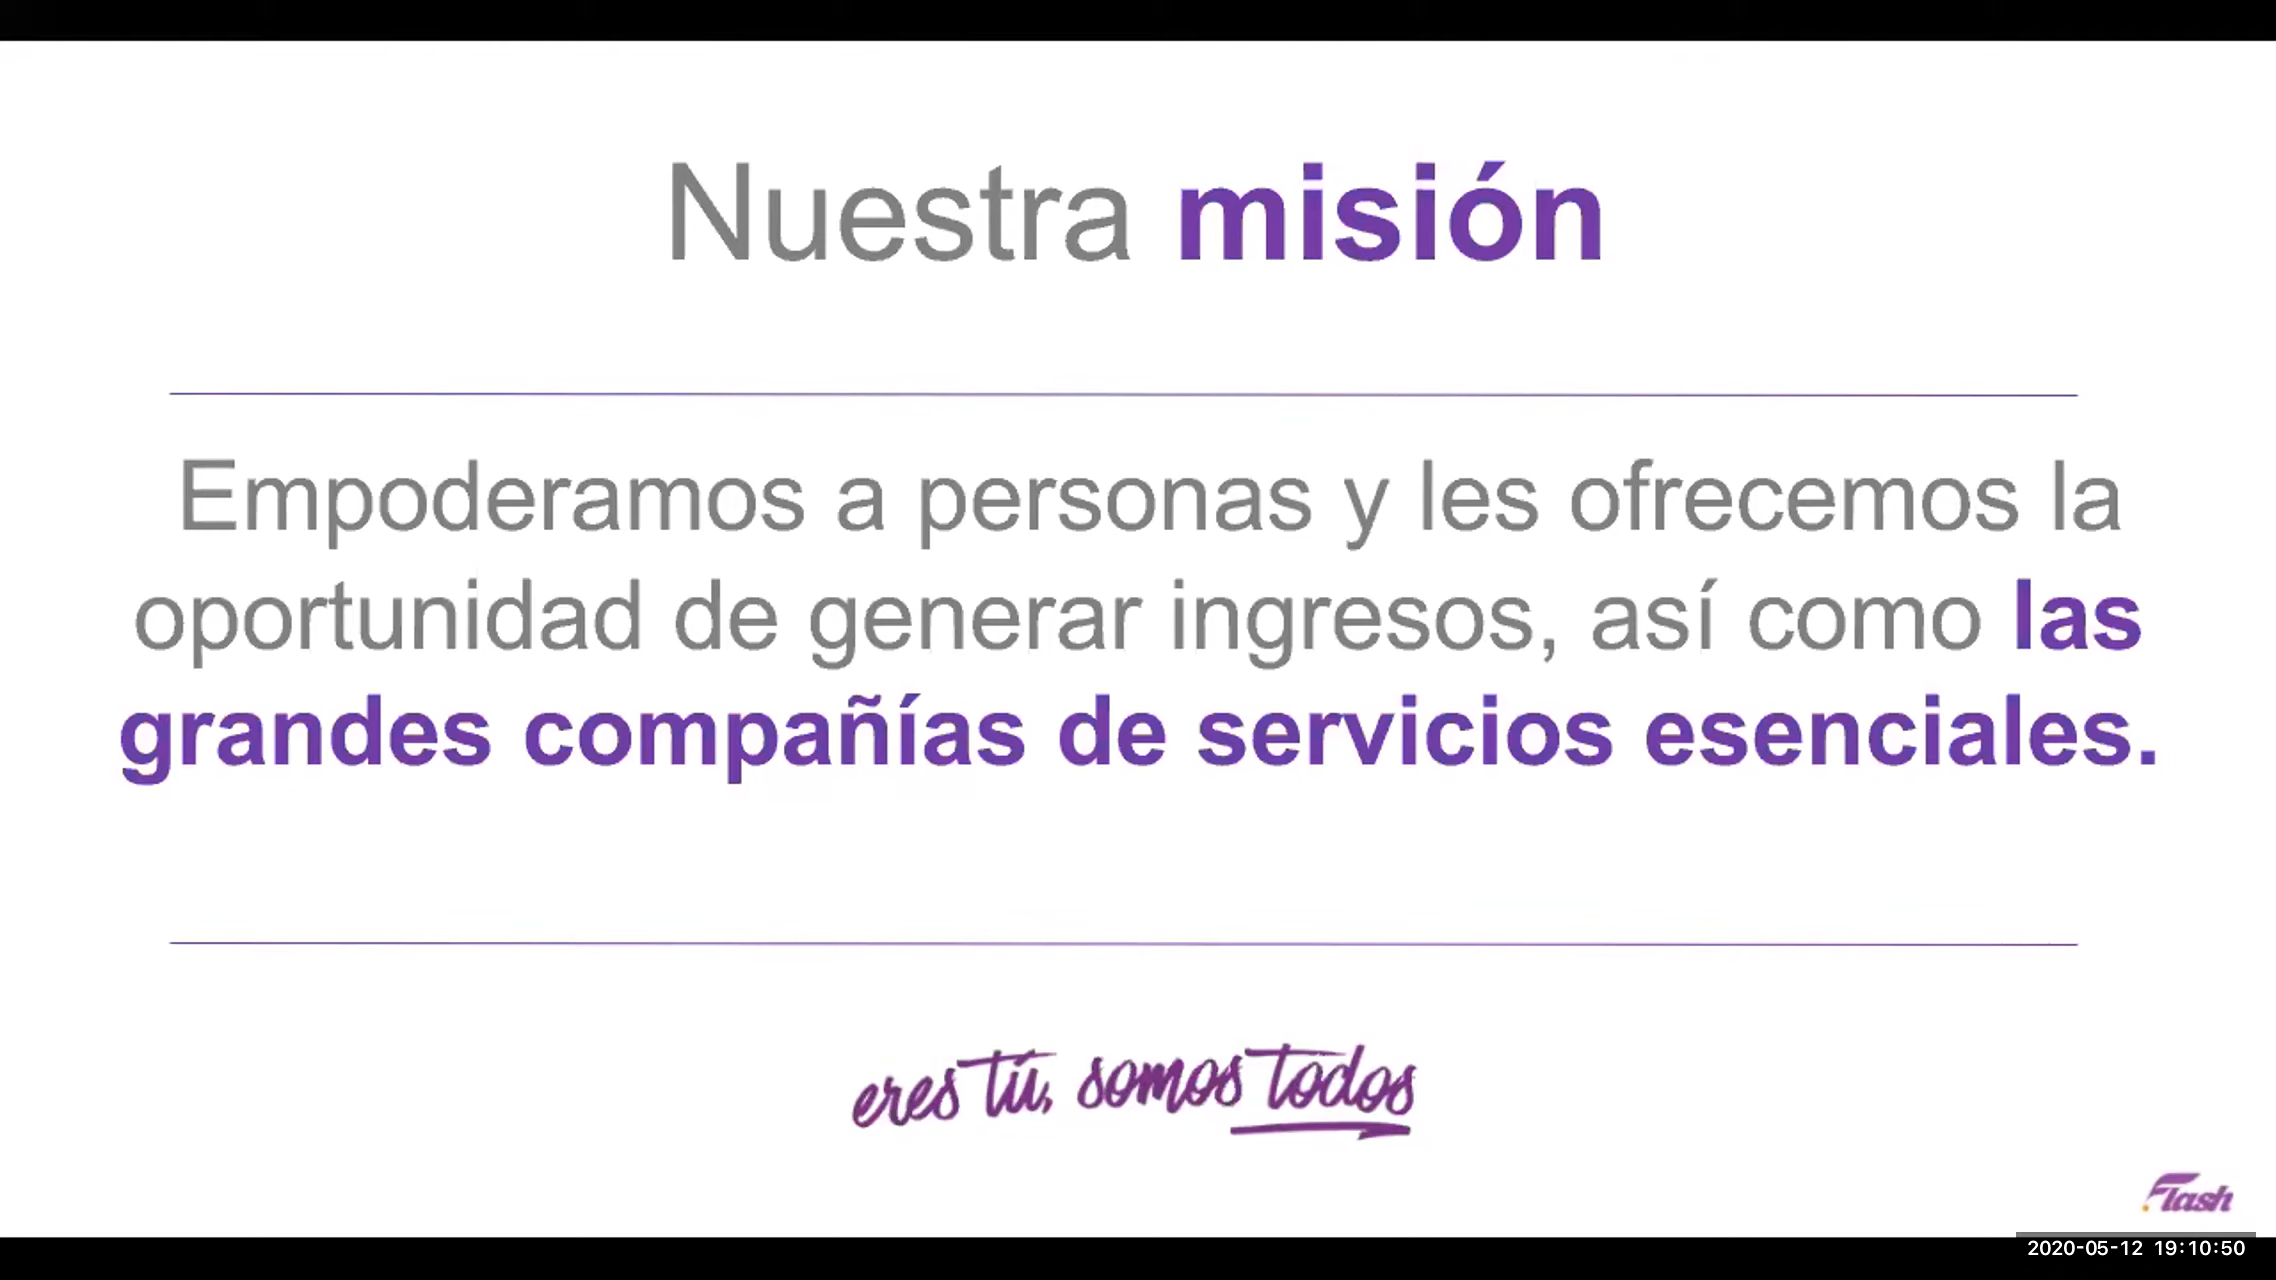 Nuestra misión
Empoderamos a personas y les ofrecemos la
oportunidad de generar ingresos, así como las
grandes compañías de servicios esenciales.
eres tú, somos todos
Flash
2020-05-12 19:10:50